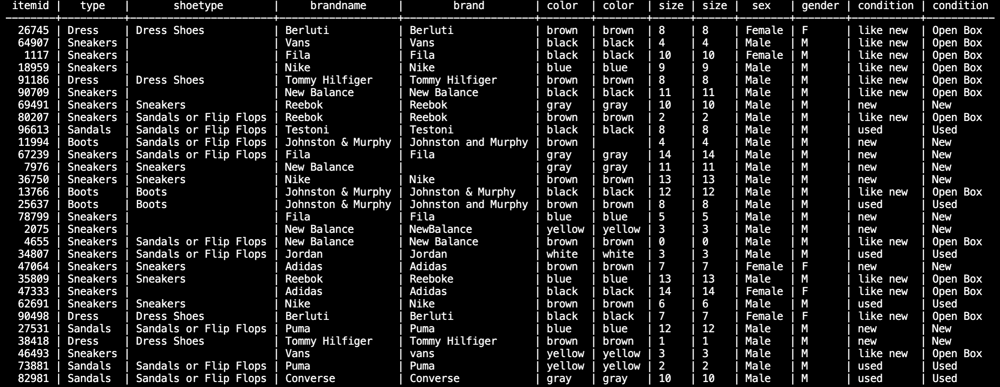 itemid | type | shoetype | brandname | brand | color | color | size | size | sex | gender | condition | condition
--------+----------+------------------------+--------------------+----------------------+--------+--------+------+------+--------+--------+-----------+-----------
26745 | Dress | Dress Shoes | Berluti | Berluti | brown | brown | 8 | 8 | Female | F | like new | Open Box
64907 | Sneakers | | Vans | Vans | black | black | 4 | 4 | Male | M | like new | Open Box
1117 | Sneakers | | Fila | Fila | black | black | 10 | 10 | Female | M | like new | Open Box
18959 | Sneakers | | Nike | Nike | blue | blue | 9 | 9 | Male | M | like new | Open Box
91186 | Dress | Dress Shoes | Tommy Hilfiger | Tommy Hilfiger | brown | brown | 8 | 8 | Male | M | like new | Open Box
90709 | Sneakers | | New Balance | New Balance | black | black | 11 | 11 | Male | M | like new | Open Box
69491 | Sneakers | Sneakers | Reebok | Reebok | gray | gray | 10 | 10 | Male | M | new | New
80207 | Sneakers | Sandals or Flip Flops | Reebok | Reebok | brown | brown | 2 | 2 | Male | M | like new | Open Box
96613 | Sandals | Sandals or Flip Flops | Testoni | Testoni | black | black | 8 | 8 | Male | M | used | Used
11994 | Boots | Sandals or Flip Flops | Johnston & Murphy | Johnston and Murphy | brown | | 4 | 4 | Male | M | new | New
67239 | Sneakers | Sandals or Flip Flops | Fila | Fila | gray | gray | 14 | 14 | Male | M | new | New
7976 | Sneakers | Sneakers | New Balance | | gray | gray | 11 | 11 | Male | M | new | New
36750 | Sneakers | Sneakers | Nike | Nike | brown | brown | 13 | 13 | Male | M | new | New
13766 | Boots | Boots | Johnston & Murphy | Johnston & Murphy | black | black | 12 | 12 | Male | M | like new | Open Box
25637 | Boots | Boots | Johnston & Murphy | Johnston and Murphy | brown | brown | 8 | 8 | Male | M | used | Used
78799 | Sneakers | | Fila | Fila | blue | blue | 5 | 5 | Male | M | new | New
2075 | Sneakers | | New Balance | NewBalance | yellow | yellow | 3 | 3 | Male | M | new | New
4655 | Sneakers | Sandals or Flip Flops | New Balance | New Balance | brown | brown | 0 | 0 | Male | M | like new | Open Box
34807 | Sneakers | Sandals or Flip Flops | Jordan | Jordan | white | white | 3 | 3 | Male | M | used | Used
47064 | Sneakers | Sneakers | Adidas | Adidas | brown | brown | 7 | 7 | Female | F | new | New
35809 | Sneakers | Sneakers | Reebok | Reeboke | blue | blue | 13 | 13 | Male | M | like new | Open Box
47333 | Sneakers | | Adidas | Adidas | black | black | 14 | 14 | Female | F | like new | Open Box
62691 | Sneakers | Sneakers | Nike | Nike | brown | brown | 6 | 6 | Male | M | used | Used
90498 | Dress | Dress Shoes | Berluti | Berluti | black | black | 7 | 7 | Female | F | like new | Open Box
27531 | Sandals | Sandals or Flip Flops | Puma | Puma | blue | blue | 12 | 12 | Male | M | new | New
38418 | Dress | Dress Shoes | Tommy Hilfiger | Tommy Hilfiger | brown | brown | 1 | 1 | Male | M | new | New
46493 | Sneakers | | Vans | vans | yellow | yellow | 3 | 3 | Male | M | like new | Open Box
73881 | Sandals | Sandals or Flip Flops | Puma | Puma | yellow | yellow | 2 | 2 | Male | M | used | Used
82981 | Sandals | Sandals or Flip Flops | Converse | Converse | gray | gray | 10 | 10 | Male | M | used | Used